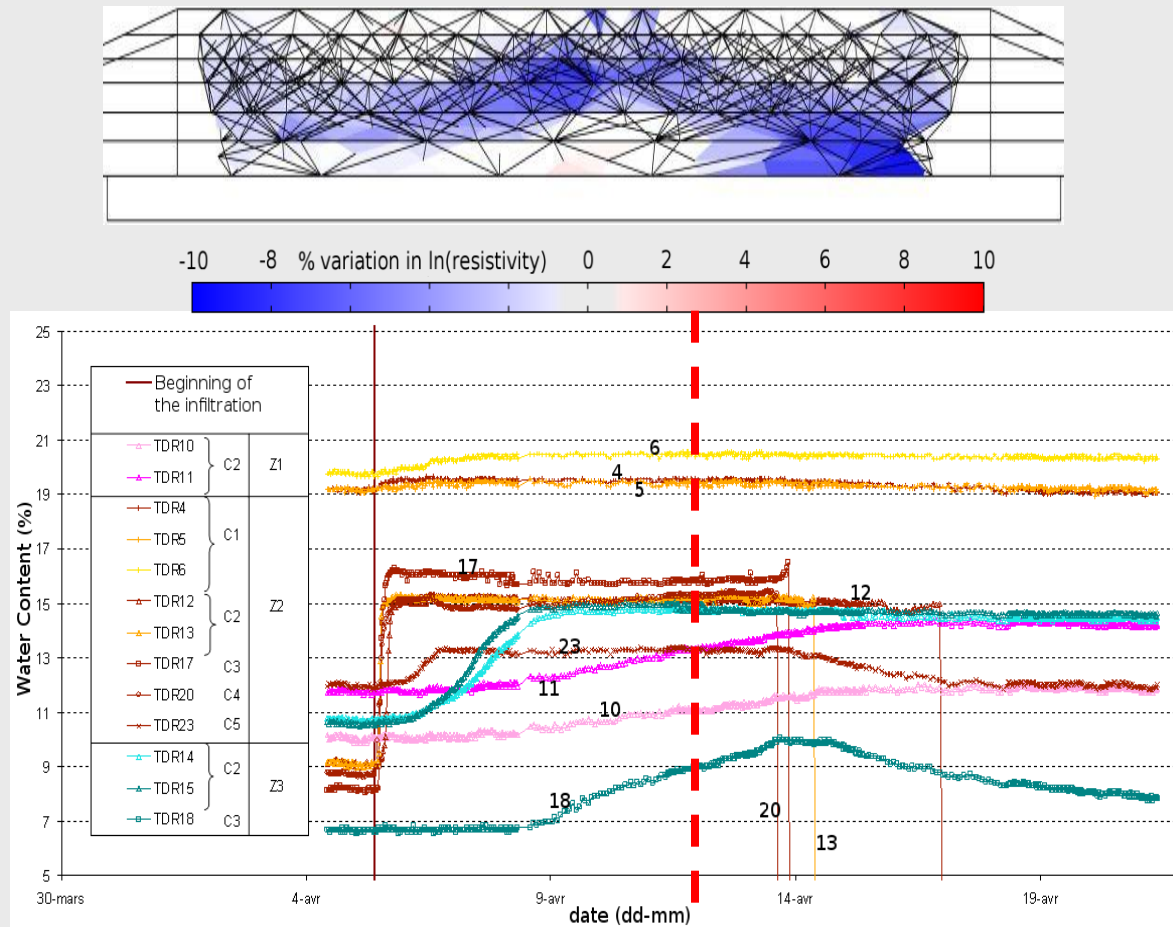 -10 -8 % variation in ln(resistivity) 0 2 4 6 8 10
25
23
21
19
17
15
13
11
9
7
5
Water Content (%)
Beginning of
the infiltration
TDR10
TDR11
C2
Z1
TDR4
TDR5
TDR6
C1
TDR12
TDR13
C2
TDR17 C3
TDR20 C4
TDR23 C5
Z2
TDR14
TDR15
C2
TDR18 C3
Z3
6
4
5
17
12
23
11
10
18
20
13
30-mars 4-avr 9-avr 14-avr 19-avr
date (dd-mm)